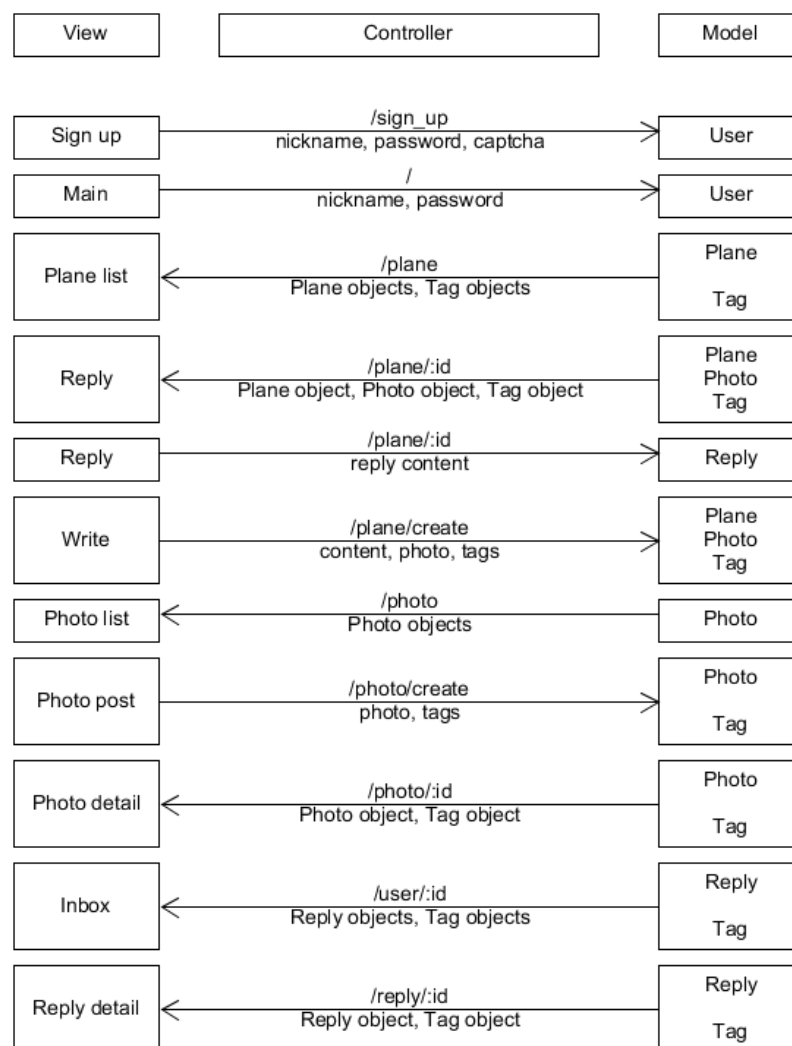 View
Controller
Model
/sign_up
Sign up
User
nickname, password, captcha
/
Main
User
nickname, password
Plane
/plane
Plane list
Plane objects, Tag objects
Tag
Plane
/plane/:id
Reply
Photo
Plane object, Photo object, Tag object
Tag
/plane/:id
Reply
Reply
reply content
Plane
/plane/create
Write
Photo
content, photo, tags
Tag
/photo
Photo list
Photo
Photo objects
Photo
/photo/create
Photo post
photo, tags
Tag
Photo
/photo/:id
Photo detail
Photo object, Tag object
Tag
Reply
/user/:id
Inbox
Reply objects, Tag objects
Tag
Reply
/reply/:id
Reply detail
Reply object, Tag object
Tag